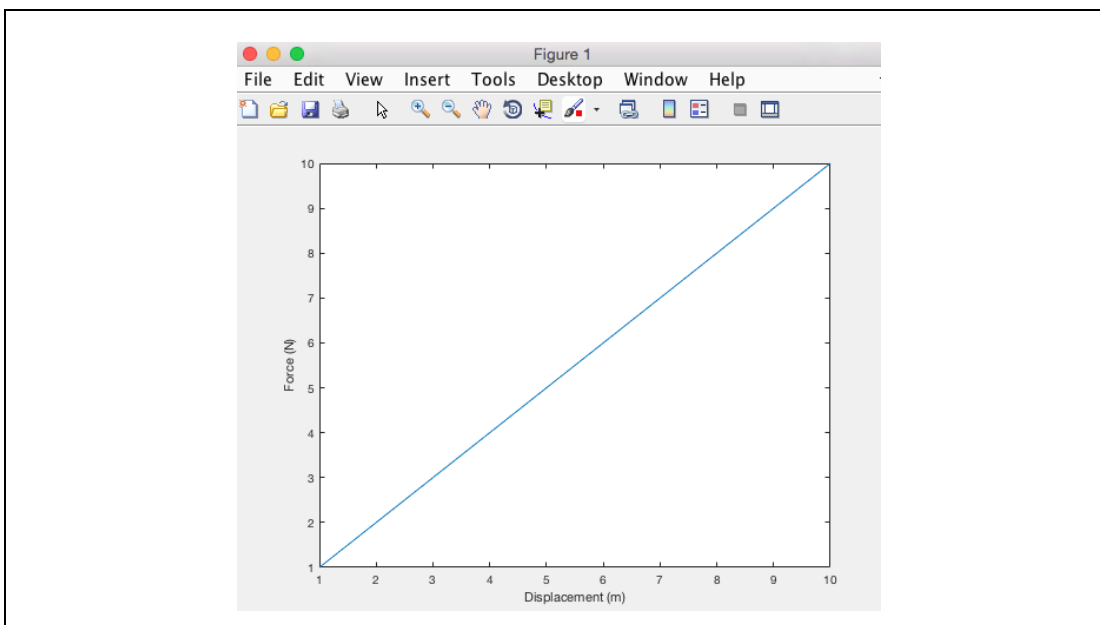 Figure 1
File Edit View Insert Tools Desktop Window Help
10
9
8
7
6
5
4
3
2
1
Force (N)
1 2 3 4 5 6 7 8 9 10
Displacement (m)